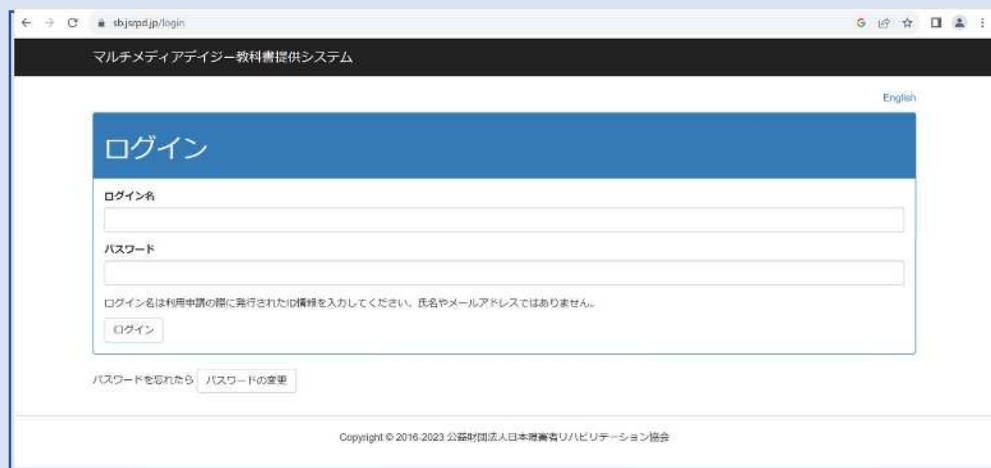 sb.jsrpd.jp/login
マルチメディアデイジー教科書提供システム
English
ログイン
ログイン名
パスワード
ログイン名は利用申請の際に発行されたID情報を入力してください。氏名やメールアドレスではありません。
ログイン
パスワードを忘れたら パスワードの変更
Copyright © 2016-2023 公益財団法人日本障害者リハビリテーション協会